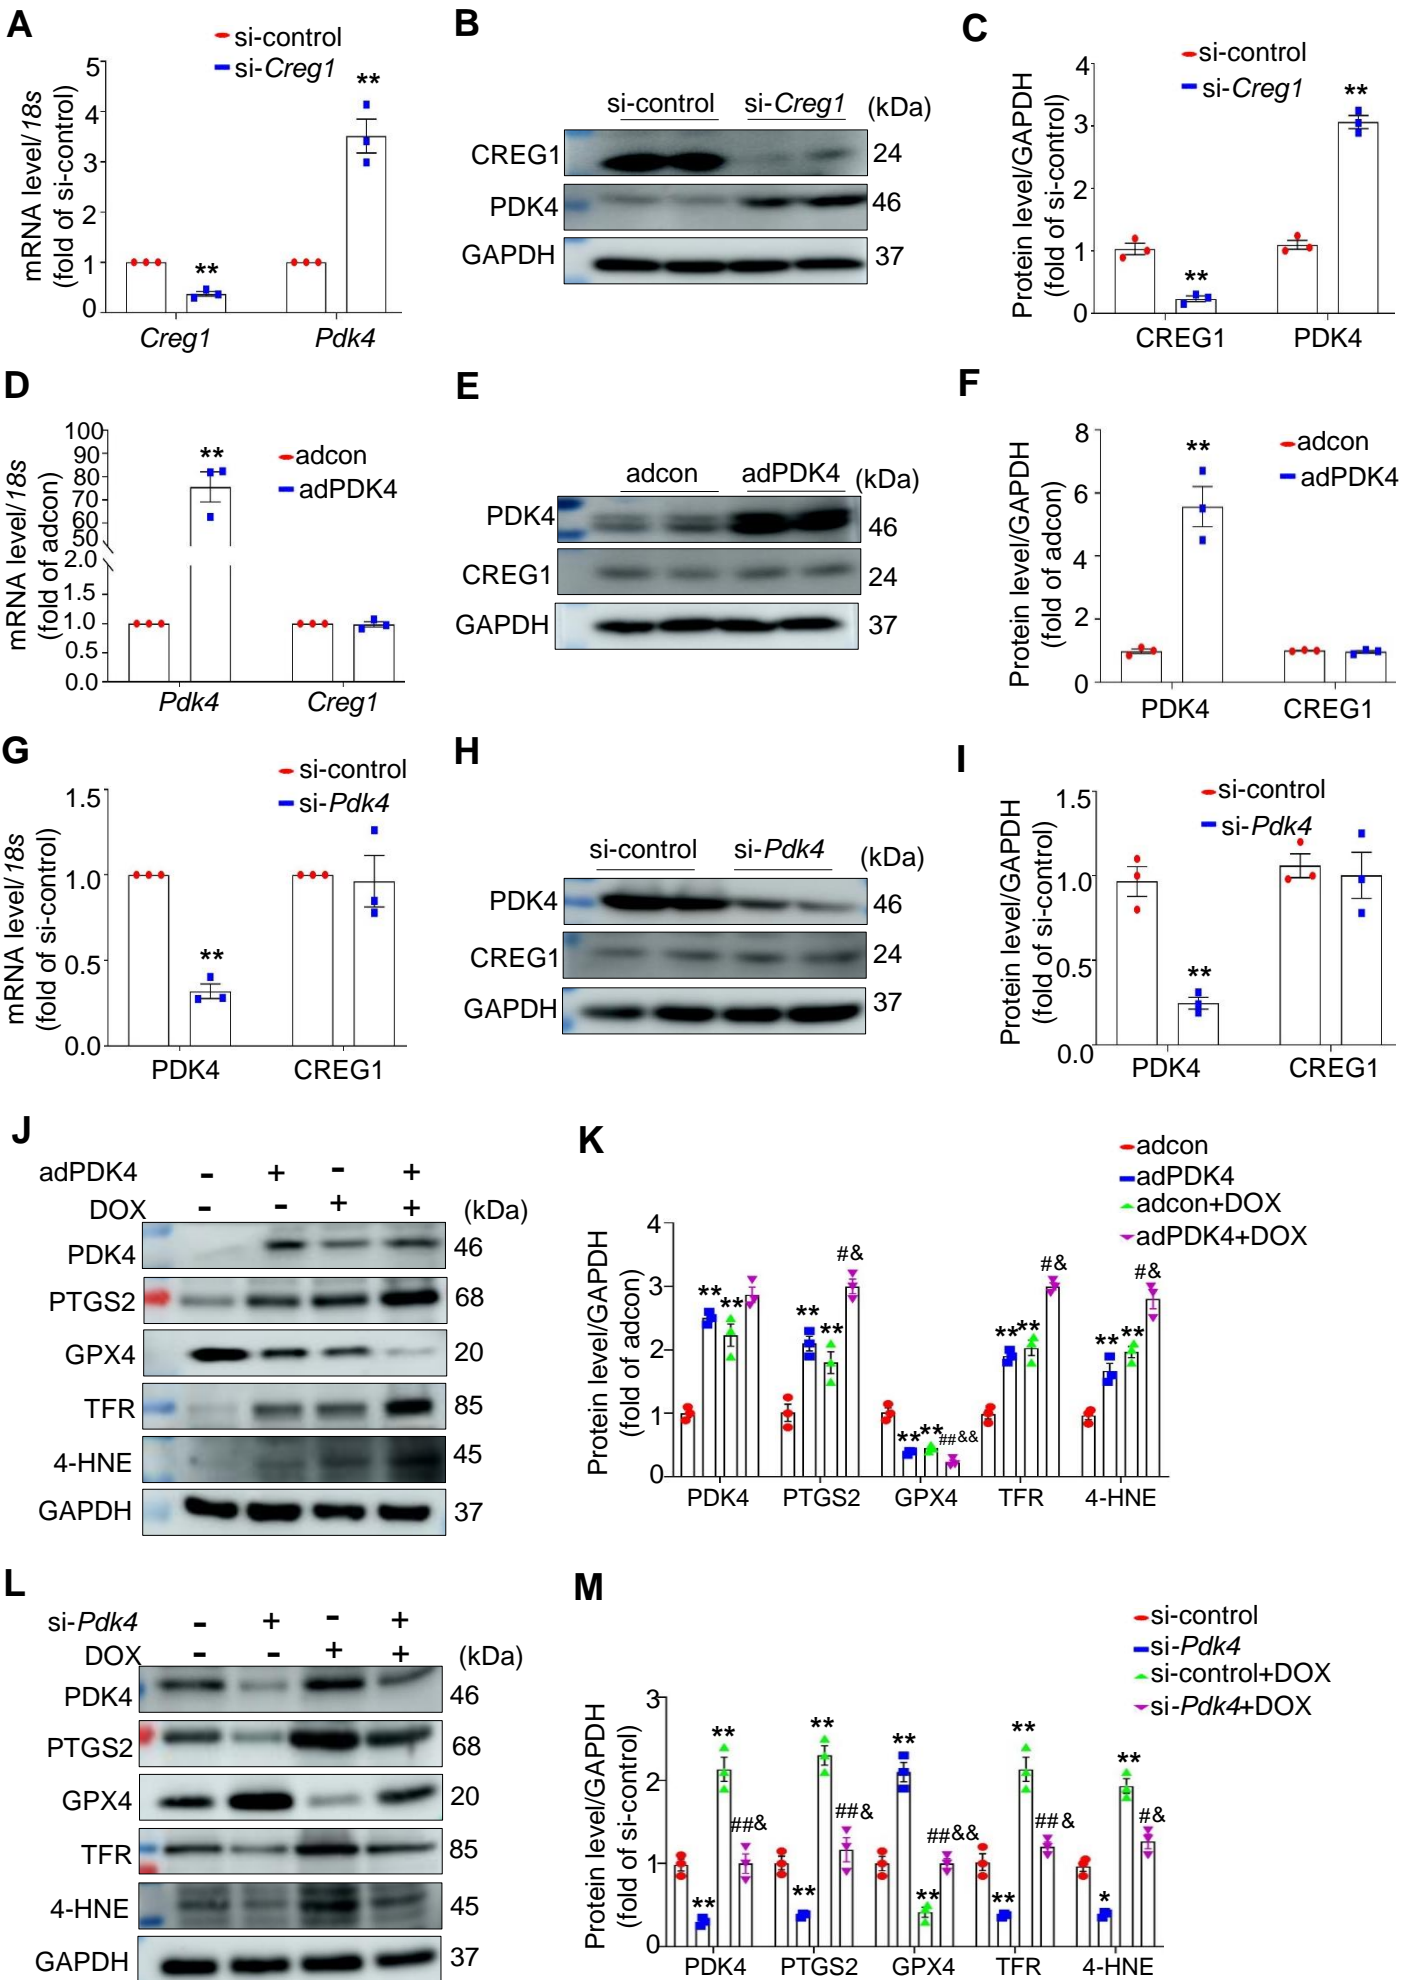 A
si-control
si-Creg1
mRNA level/18s
(fold of si-control)
5
4
3
2
1
0
**
**
Creg1
Pdk4
B
si-control
si-Creg1
(kDa)
CREG1
24
PDK4
46
GAPDH
37
C
si-control
si-Creg1
Protein level/GAPDH
(fold of si-control)
4
3
2
1
0
**
**
CREG1
PDK4
D
adcon
adPDK4
mRNA level/18s
(fold of adcon)
100
90
80
70
60
50
2.0
1.5
1.0
0.5
0.0
**
Pdk4
Creg1
E
adcon
adPDK4
(kDa)
PDK4
46
CREG1
24
GAPDH
37
F
adcon
adPDK4
Protein level/GAPDH
(fold of adcon)
8
6
4
2
0
**
PDK4
CREG1
G
si-control
si-Pdk4
mRNA level/18s
(fold of si-control)
1.5
1.0
0.5
0.0
**
PDK4
CREG1
H
si-control
si-Pdk4
(kDa)
PDK4
46
CREG1
24
GAPDH
37
I
si-control
si-Pdk4
Protein level/GAPDH
(fold of si-control)
1.5
1.0
0.5
0.0
**
PDK4
CREG1
J
adPDK4 - + - +
DOX - - + +
(kDa)
PDK4
46
PTGS2
68
GPX4
20
TFR
85
4-HNE
45
GAPDH
37
K
adcon
adPDK4
adcon+DOX
adPDK4+DOX
Protein level/GAPDH
(fold of adcon)
4
3
2
1
0
** **
** ** #&
** ** ##&&
** ** #&
** ** #&
PDK4
PTGS2
GPX4
TFR
4-HNE
L
si-Pdk4 - + - +
DOX - - + +
(kDa)
PDK4
46
PTGS2
68
GPX4
20
TFR
85
4-HNE
45
GAPDH
37
M
si-control
si-Pdk4
si-control+DOX
si-Pdk4+DOX
Protein level/GAPDH
(fold of si-control)
3
2
1
0
** ** ##&
** ** ##&
** ** ##&&
** ** ##&
* ** #&
PDK4
PTGS2
GPX4
TFR
4-HNE